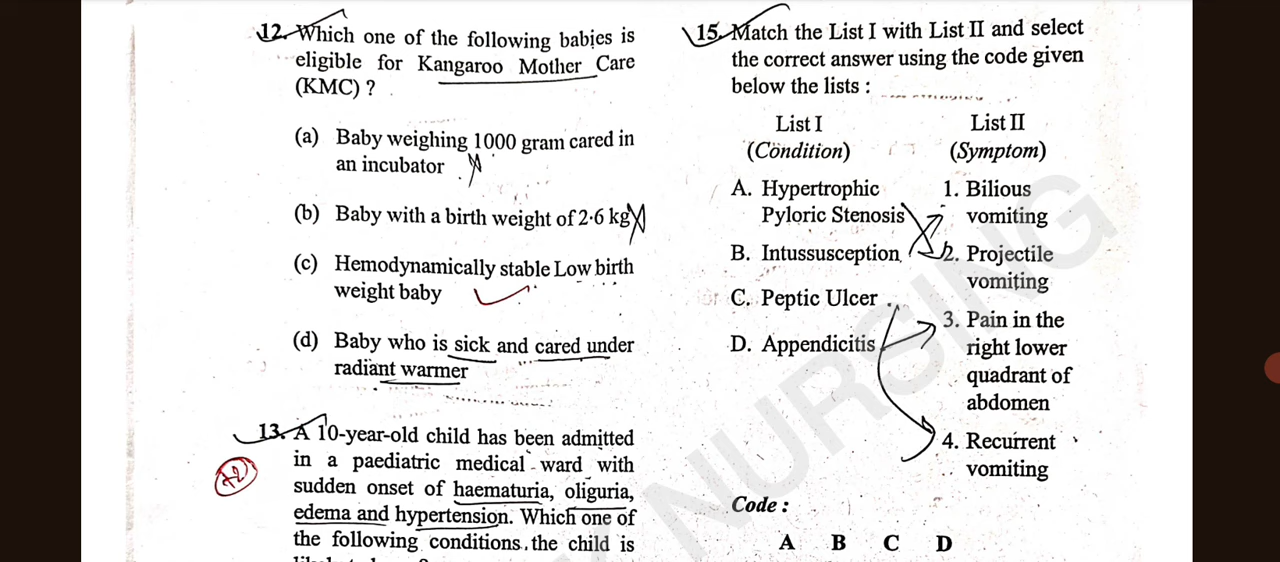 12. Which one of the following babies is
eligible for Kangaroo Mother Care
(KMC) ?
(a) Baby weighing 1000 gram cared in
an incubator
(b) Baby with a birth weight of 2·6 kg
(c) Hemodynamically stable Low birth
weight baby
(d) Baby who is sick and cared under
radiant warmer
13. A 10-year-old child has been admitted
in a paediatric medical ward with
sudden onset of haematuria, oliguria,
edema and hypertension. Which one of
the following conditions, the child is
15. Match the List I with List II and select
the correct answer using the code given
below the lists :
List I List II
(Condition) (Symptom)
A. Hypertrophic 1. Bilious
Pyloric Stenosis vomiting
B. Intussusception 2. Projectile
vomiting
C. Peptic Ulcer
3. Pain in the
D. Appendicitis right lower
quadrant of
abdomen
4. Recurrent
vomiting
Code :
A B C D
NURSING